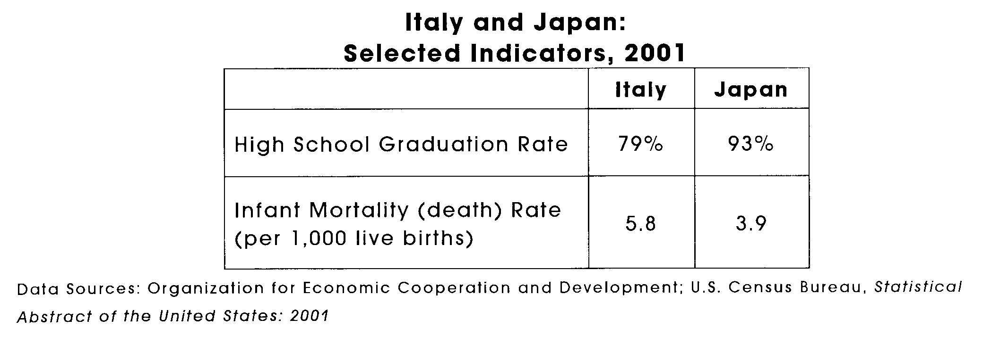 Italy and Japan:
Selected Indicators, 2001
Italy Japan
High School Graduation Rate 79% 93%
Infant Mortality (death) Rate
(per 1,000 live births) 5.8 3.9
Data Sources: Organization for Economic Cooperation and Development; U.S. Census Bureau, Statistical
Abstract of the United States: 2001